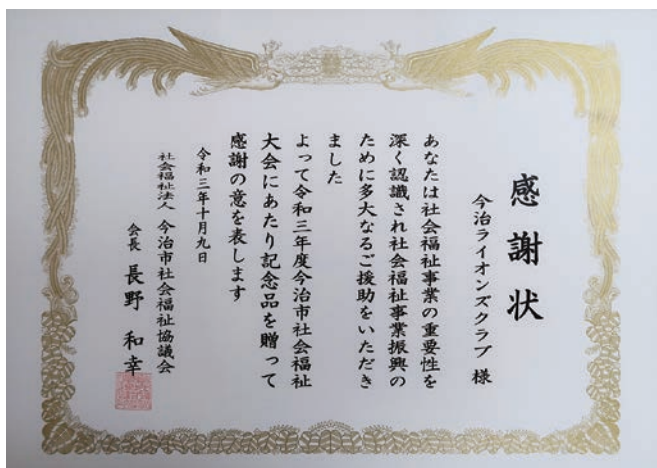 感謝状
今治ライオンズクラブ 様
あなたは社会福祉事業の重要性を
深く認識され社会福祉事業振興の
ために多大なるご援助をいただき
ました
よって令和三年度今治市社会福祉
大会にあたり記念品を贈って
感謝の意を表します
令和三年十月九日
社会福祉法人 今治市社会福祉協議会
会長 長野 和幸